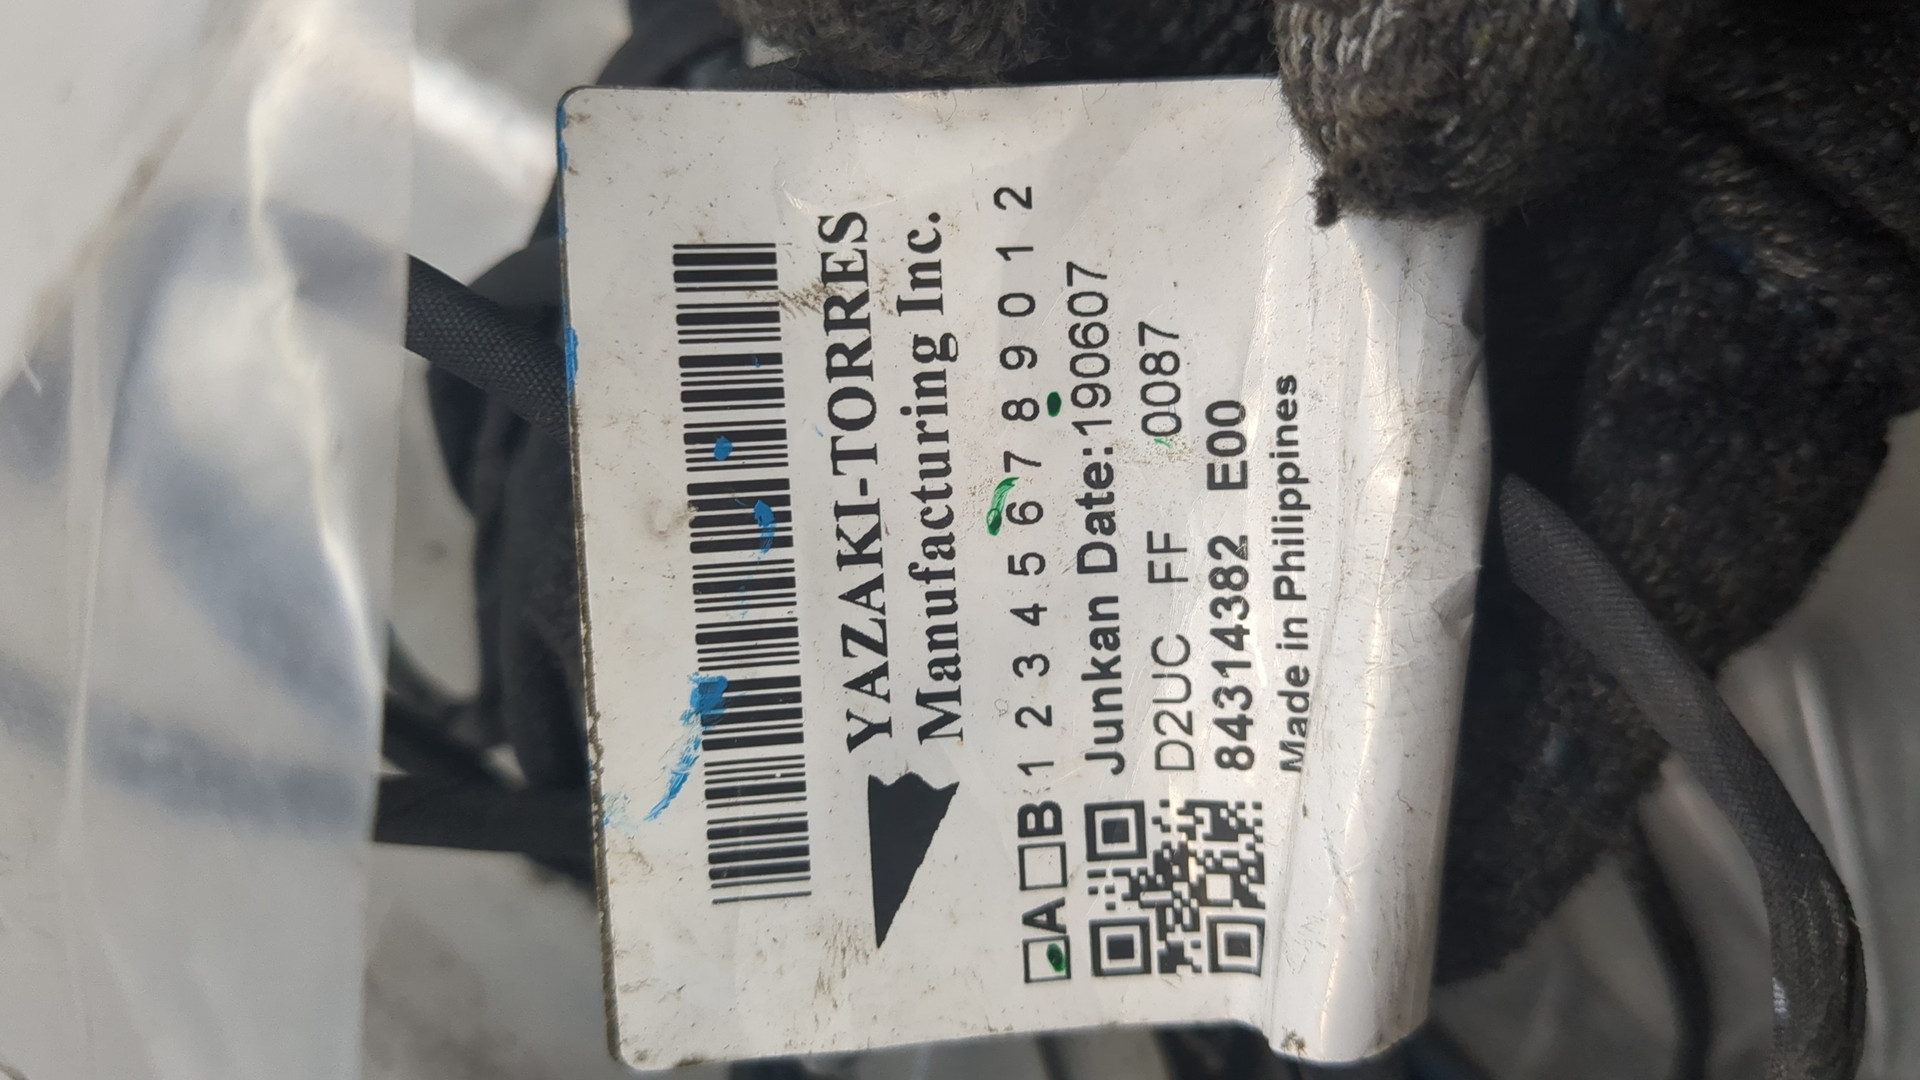 YAZAKI-TORRES
Manufacturing Inc.
□A□B 1 2 3 4 5 6 7 8 9 0 1 2
Junkan Date:190607
D2UC FF 0087
84314382 E00
Made in Philippines